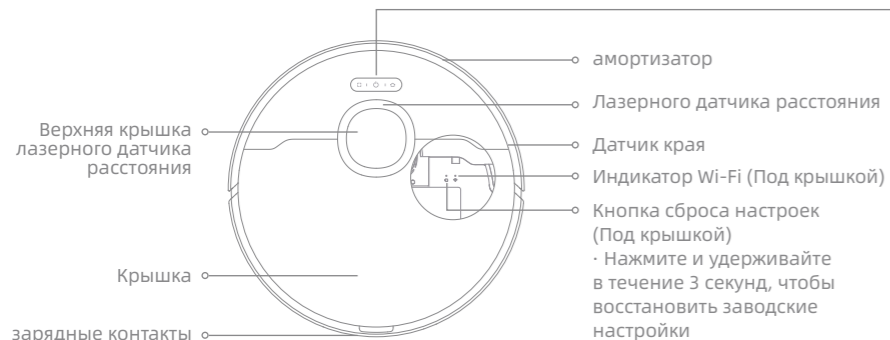 амортизатор
Лазерного датчика расстояния
Верхняя крышка
лазерного датчика
расстояния
Датчик края
Индикатор Wi-Fi (Под крышкой)
Кнопка сброса настроек
(Под крышкой)
· Нажмите и удерживайте
в течение 3 секунд, чтобы
восстановить заводские
настройки
Крышка
зарядные контакты